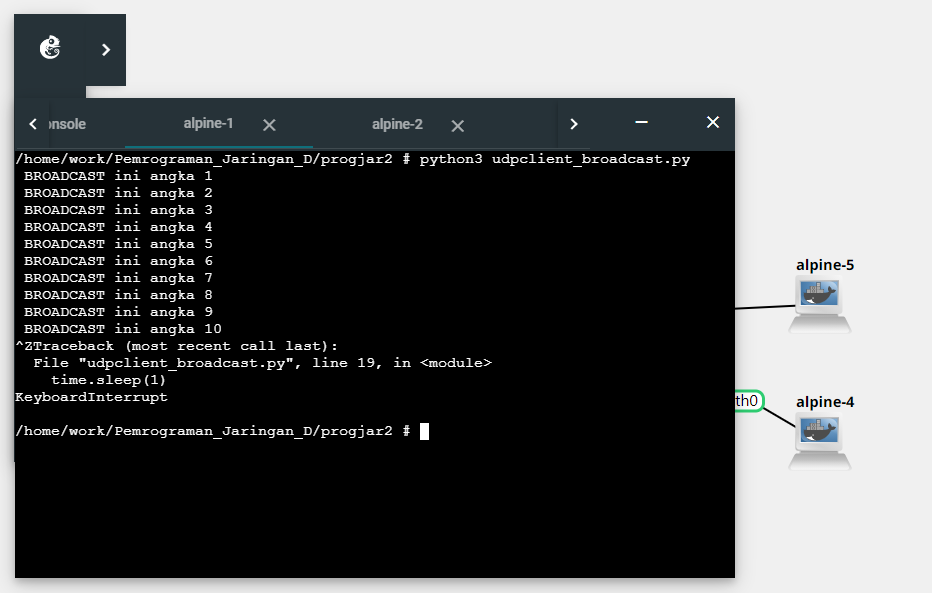 onsole
alpine-1
alpine-2
/home/work/Pemrograman_Jaringan_D/progjar2 # python3 udpclient_broadcast.py
BROADCAST ini angka 1
BROADCAST ini angka 2
BROADCAST ini angka 3
BROADCAST ini angka 4
BROADCAST ini angka 5
BROADCAST ini angka 6
BROADCAST ini angka 7
BROADCAST ini angka 8
BROADCAST ini angka 9
BROADCAST ini angka 10
^ZTraceback (most recent call last):
File "udpclient_broadcast.py", line 19, in <module>
time.sleep(1)
KeyboardInterrupt
/home/work/Pemrograman_Jaringan_D/progjar2 #
alpine-5
th0
alpine-4